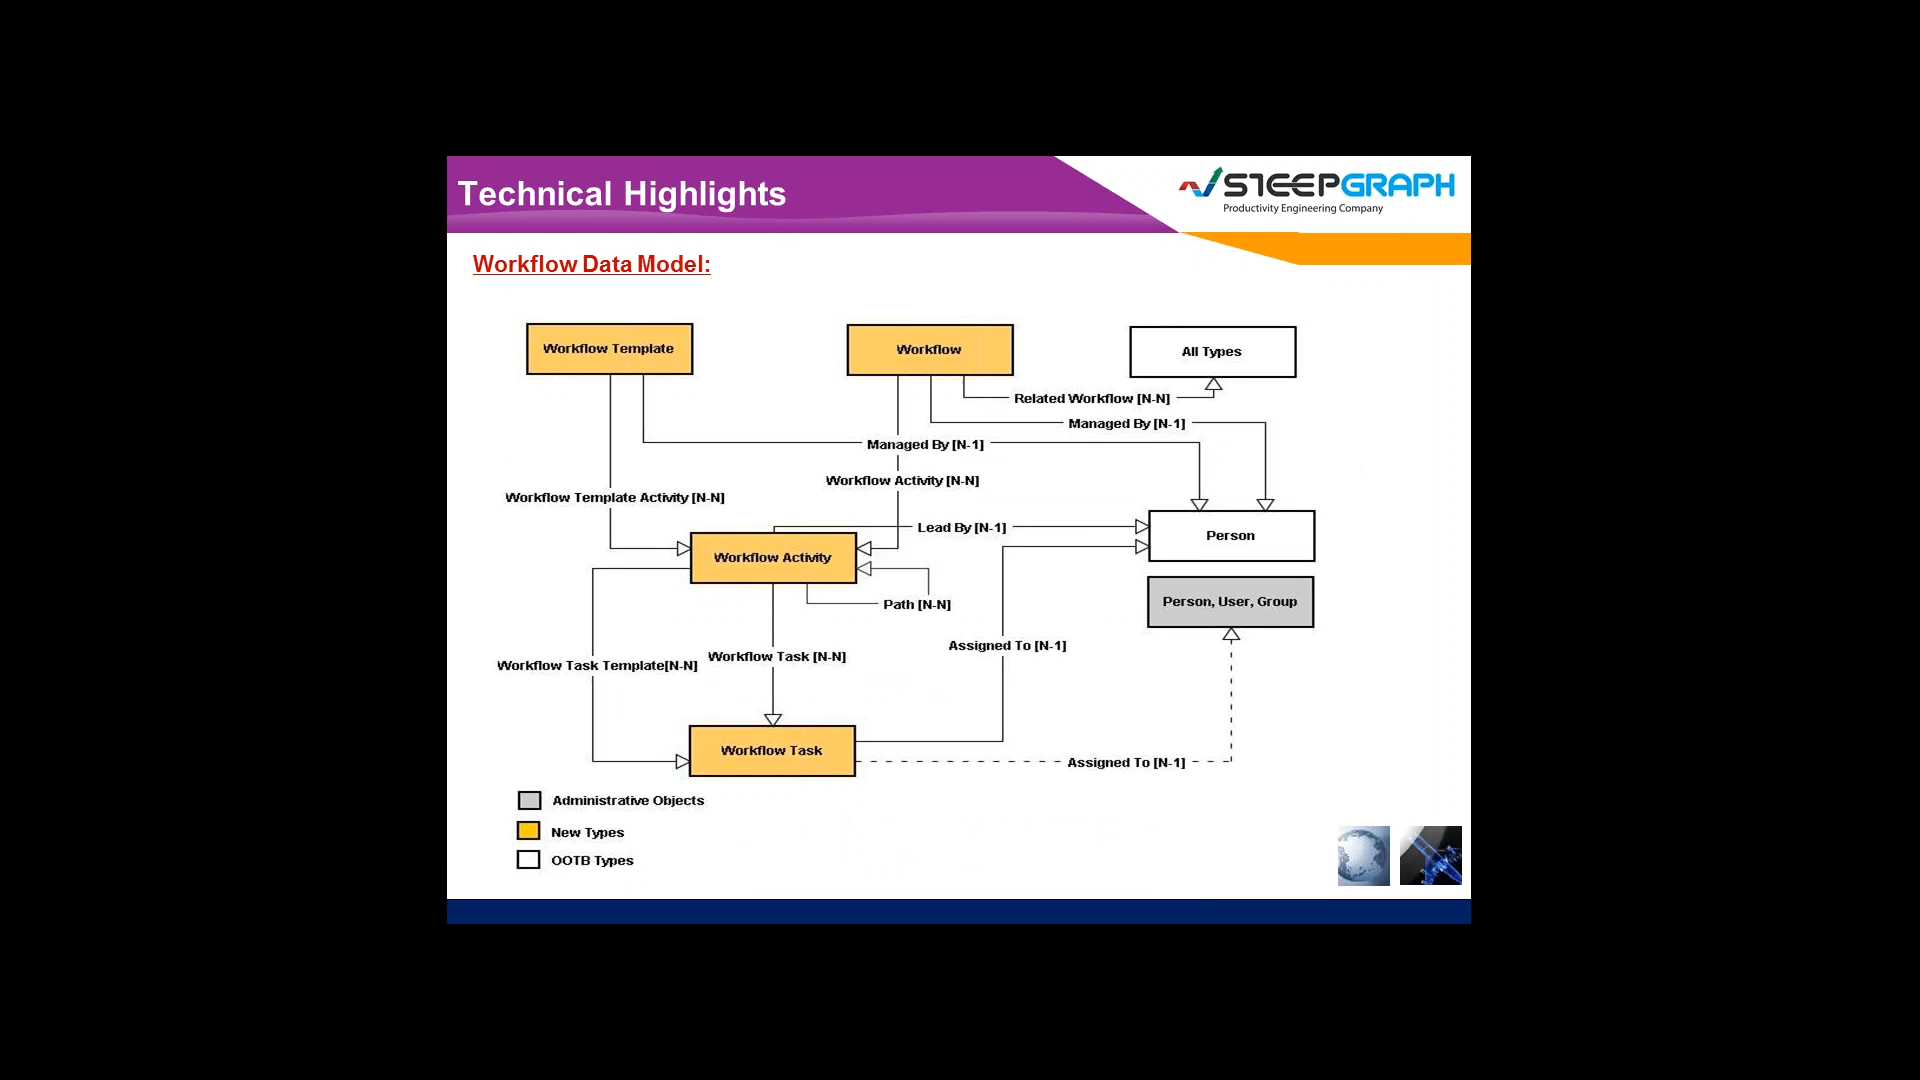 Technical Highlights
STEEPGRAPH
Productivity Engineering Company
Workflow Data Model:
Workflow Template
Workflow
All Types
Related Workflow [N-N]
Managed By [N-1]
Managed By [N-1]
Workflow Activity [N-N]
Workflow Template Activity [N-N]
Lead By [N-1]
Person
Workflow Activity
Person, User, Group
Path [N-N]
Assigned To [N-1]
Workflow Task [N-N]
Workflow Task Template[N-N]
Workflow Task
Assigned To [N-1]
Administrative Objects
New Types
OOTB Types